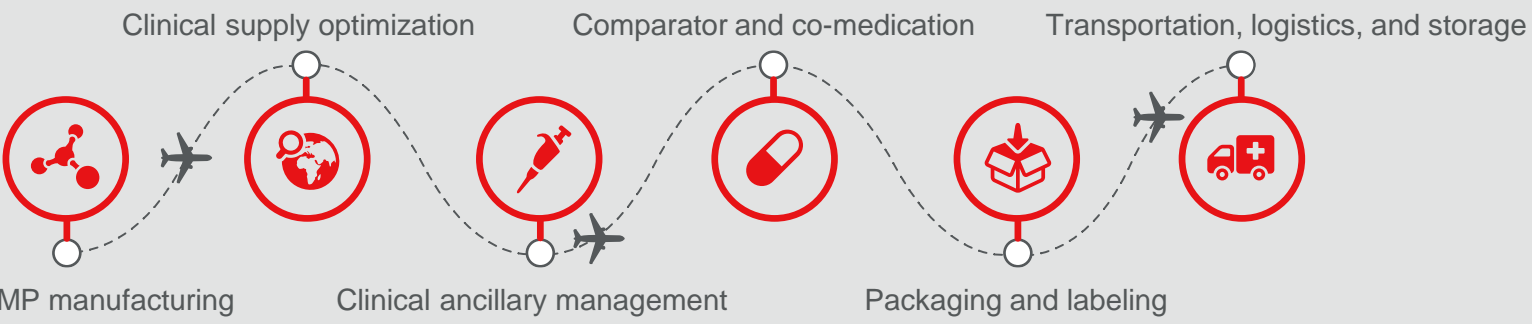 Clinical supply optimization
Comparator and co-medication
Transportation, logistics, and storage
MP manufacturing
Clinical ancillary management
Packaging and labeling